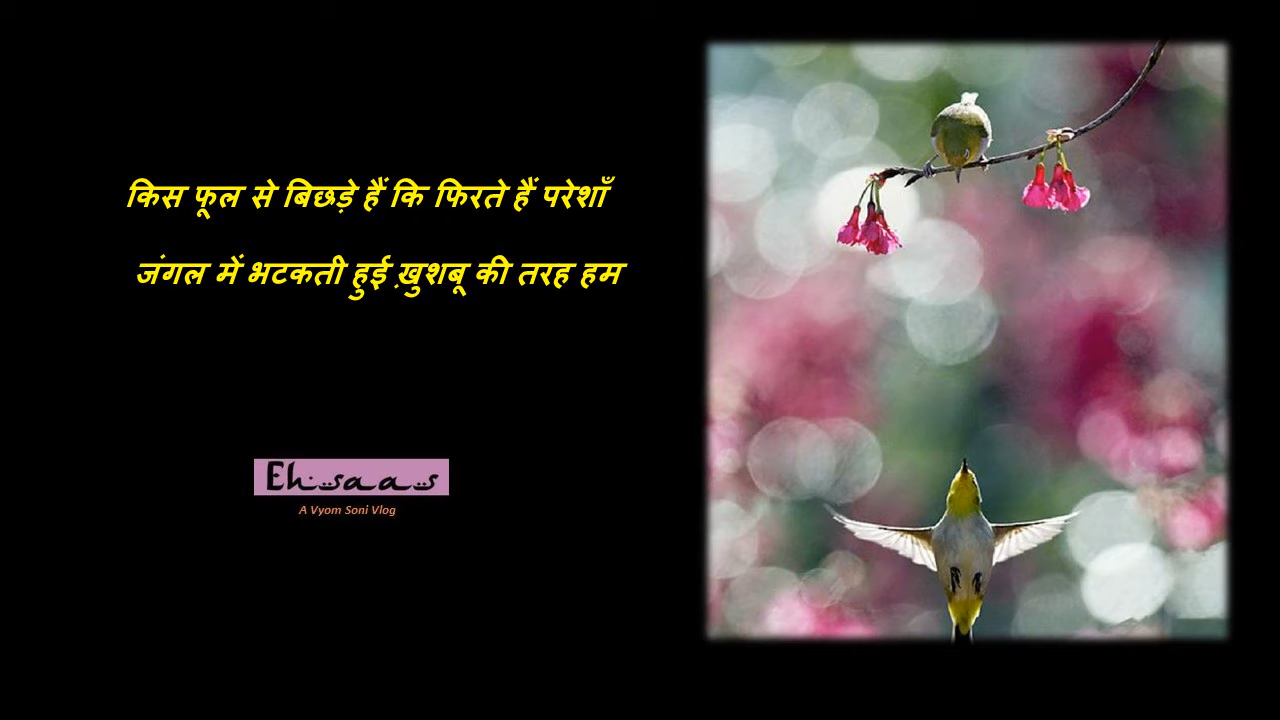 किस फूल से बिछड़े हैं कि फिरते हैं परेशाँ
जंगल में भटकती हुई ख़ुशबू की तरह हम
Ehsaas
A Vyom Soni Vlog